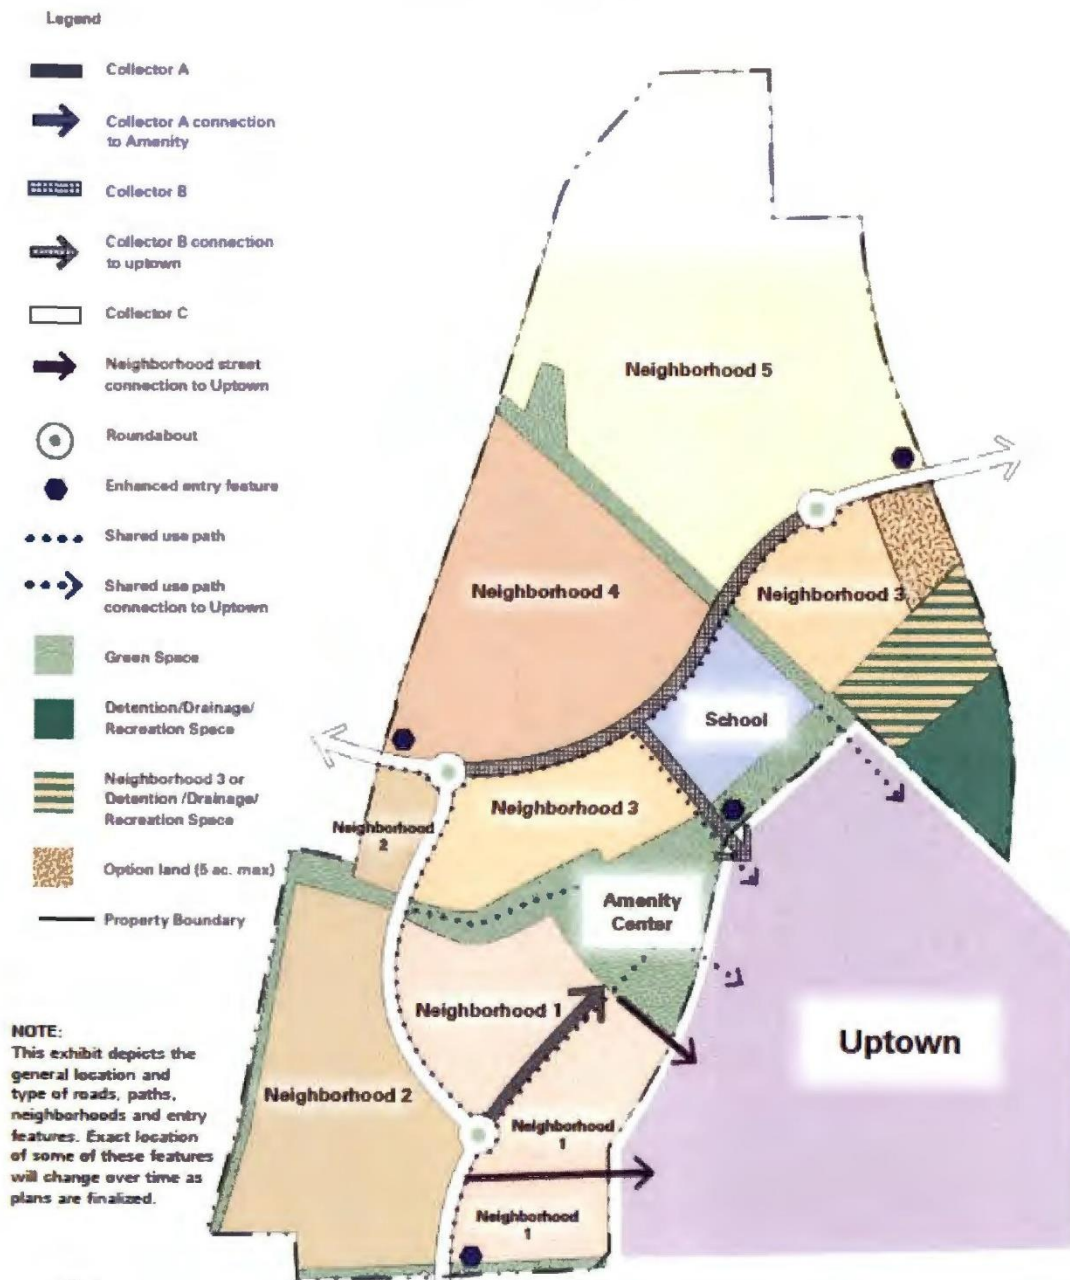 Legend
Collector A
Collector A connection
to Amenity
Collector B
Collector B connection
to uptown
Collector C
Neighborhood street
connection to Uptown
Roundabout
Enhanced entry feature
Shared use path
Shared use path
connection to Uptown
Green Space
Detention/Drainage/
Recreation Space
Neighborhood 3 or
Detention /Drainage/
Recreation Space
Option land (5 ac. max)
Property Boundary
NOTE:
This exhibit depicts the
general location and
type of roads, paths,
neighborhoods and entry
features. Exact location
of some of these features
will change over time as
plans are finalized.
Neighborhood 5
Neighborhood 4
Neighborhood 3
School
Neighborhood 3
Neighborhood
2
Amenity
Center
Neighborhood 1
Uptown
Neighborhood 2
Neighborhood
1
Neighborhood
1